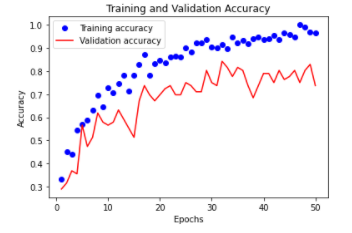 Training and Validation Accuracy
1.0
0.9
0.8
0.7
0.6
0.5
0.4
0.3
Accuracy
Training accuracy
Validation accuracy
0 10 20 30 40 50
Epochs